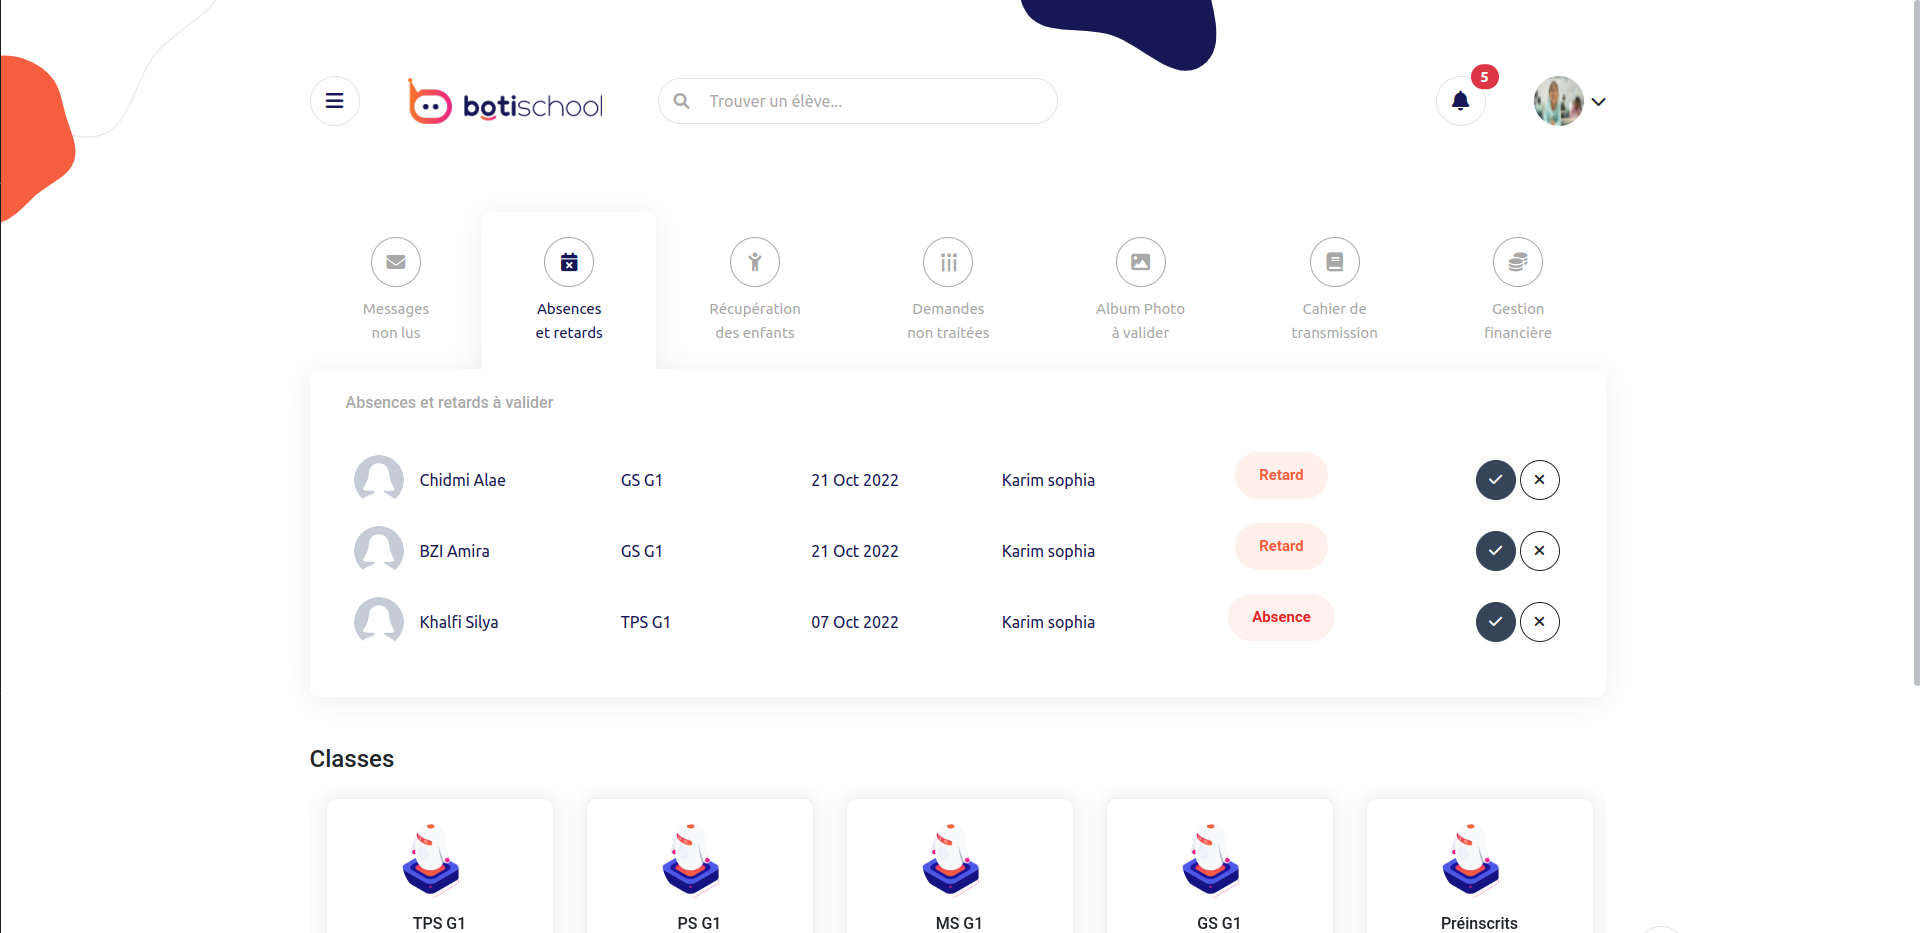 botischool
Trouver un élève...
5
Messages
non lus
Absences
et retards
Récupération
des enfants
Demandes
non traitées
Album Photo
à valider
Cahier de
transmission
Gestion
financière
Absences et retards à valider
Chidmi Alae GS G1 21 Oct 2022 Karim sophia Retard
BZI Amira GS G1 21 Oct 2022 Karim sophia Retard
Khalfi Silya TPS G1 07 Oct 2022 Karim sophia Absence
Classes
TPS G1 PS G1 MS G1 GS G1 Préinscrits